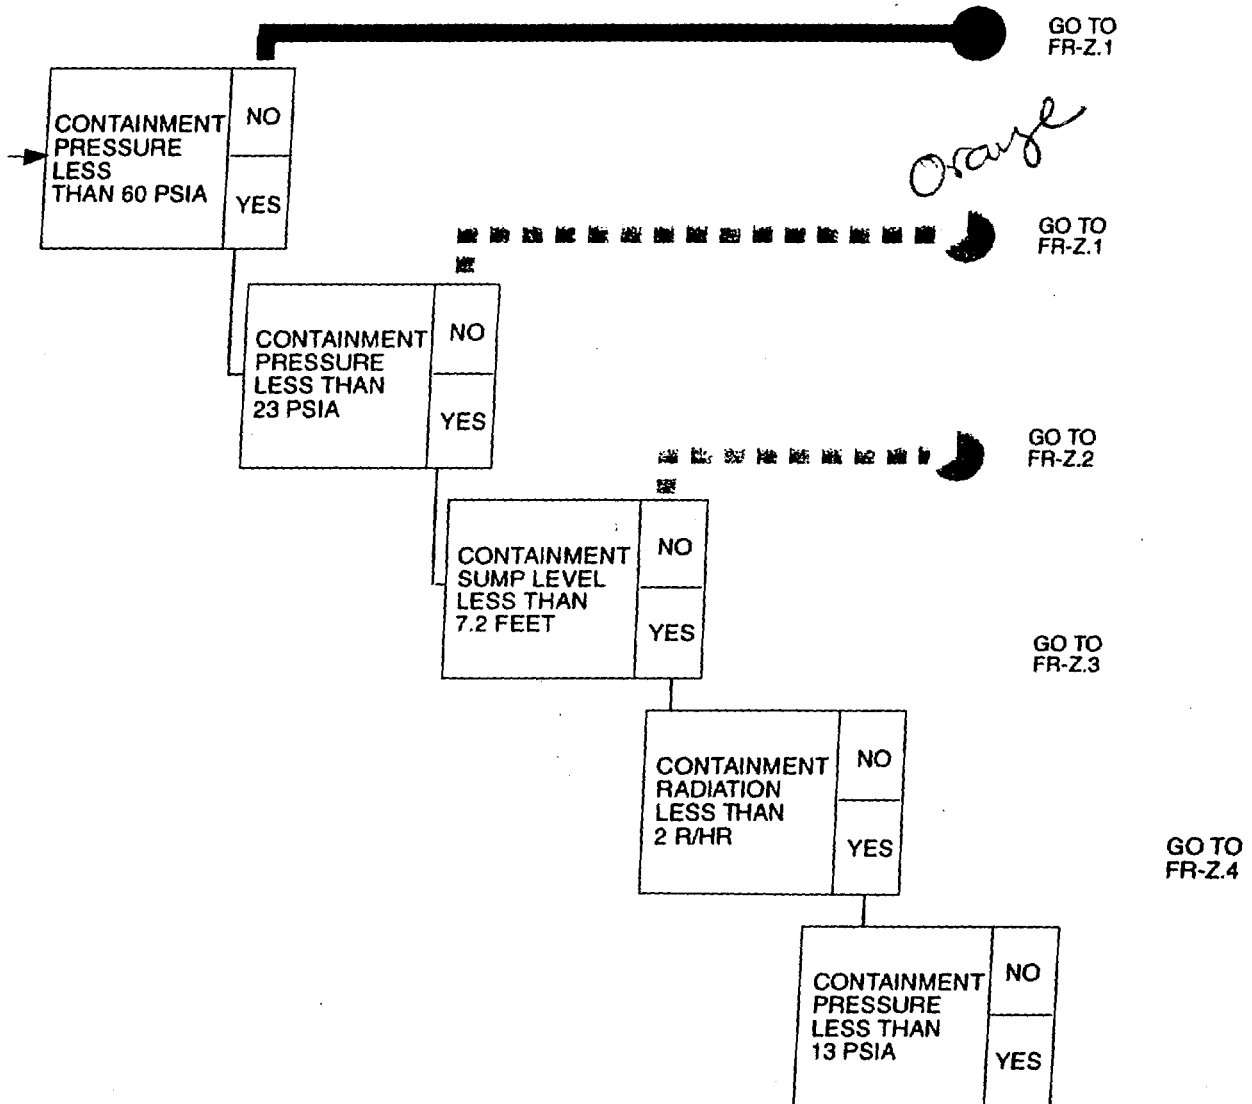 GO TO
FR-Z.1
CONTAINMENT
PRESSURE
LESS
THAN 60 PSIA
NO
YES
Orange
GO TO
FR-Z.1
CONTAINMENT
PRESSURE
LESS THAN
23 PSIA
NO
YES
GO TO
FR-Z.2
CONTAINMENT
SUMP LEVEL
LESS THAN
7.2 FEET
NO
YES
GO TO
FR-Z.3
CONTAINMENT
RADIATION
LESS THAN
2 R/HR
NO
YES
GO TO
FR-Z.4
CONTAINMENT
PRESSURE
LESS THAN
13 PSIA
NO
YES